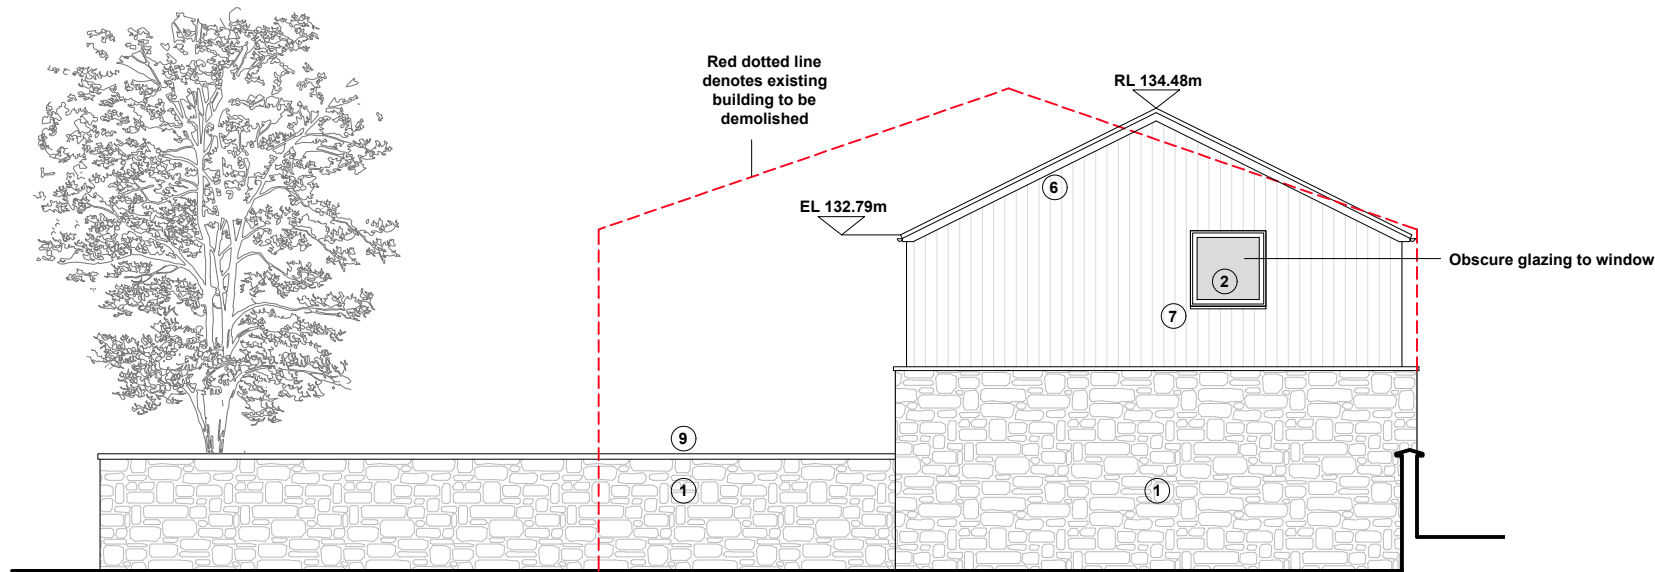 Red dotted line
denotes existing
building to be
demolished
RL 134.48m
EL 132.79m
6
Obscure glazing to window
2
7
9
1
1